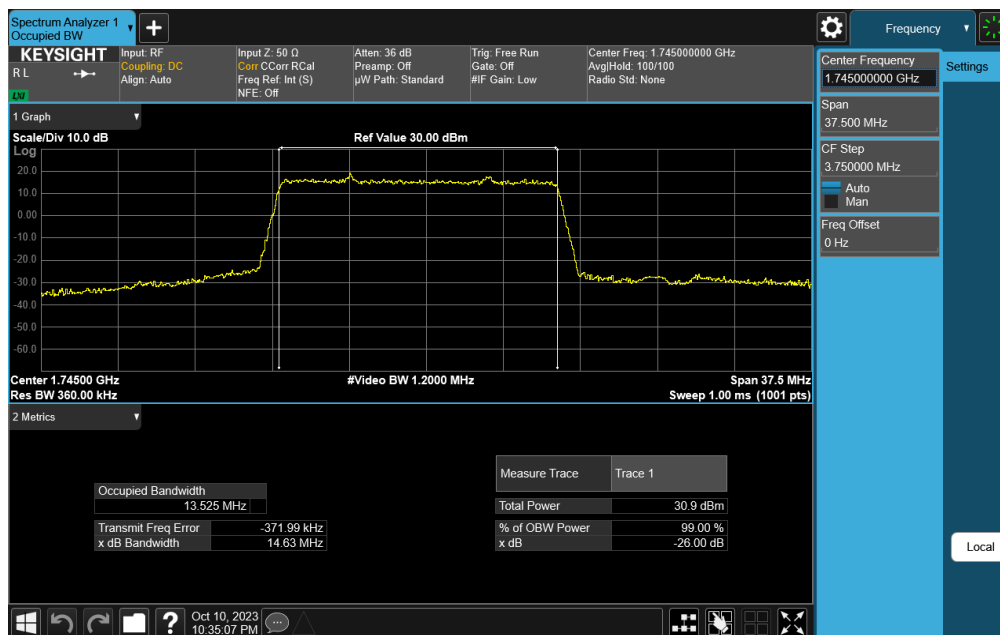 Spectrum Analyzer 1
Occupied BW
+
Frequency
KEYSIGHT
RL
LXI
Input: RF
Coupling: DC
Align: Auto
Input Z: 50 Ω
Corr CCorr RCal
Freq Ref: Int (S)
NFE: Off
Atten: 36 dB
Preamp: Off
µW Path: Standard
Trig: Free Run
Gate: Off
#IF Gain: Low
Center Freq: 1.745000000 GHz
Avg|Hold: 100/100
Radio Std: None
Center Frequency
1.745000000 GHz
Settings
Span
37.500 MHz
CF Step
3.750000 MHz
Auto
Man
Freq Offset
0 Hz
Local
1 Graph
Scale/Div 10.0 dB
Ref Value 30.00 dBm
Log
20.0
10.0
0.00
-10.0
-20.0
-30.0
-40.0
-50.0
-60.0
Center 1.74500 GHz
#Video BW 1.2000 MHz
Span 37.5 MHz
Res BW 360.00 kHz
Sweep 1.00 ms (1001 pts)
2 Metrics
Measure Trace
Trace 1
Occupied Bandwidth
13.525 MHz
Total Power
30.9 dBm
Transmit Freq Error
-371.99 kHz
% of OBW Power
99.00 %
x dB Bandwidth
14.63 MHz
x dB
-26.00 dB
?
Oct 10, 2023
10:35:07 PM